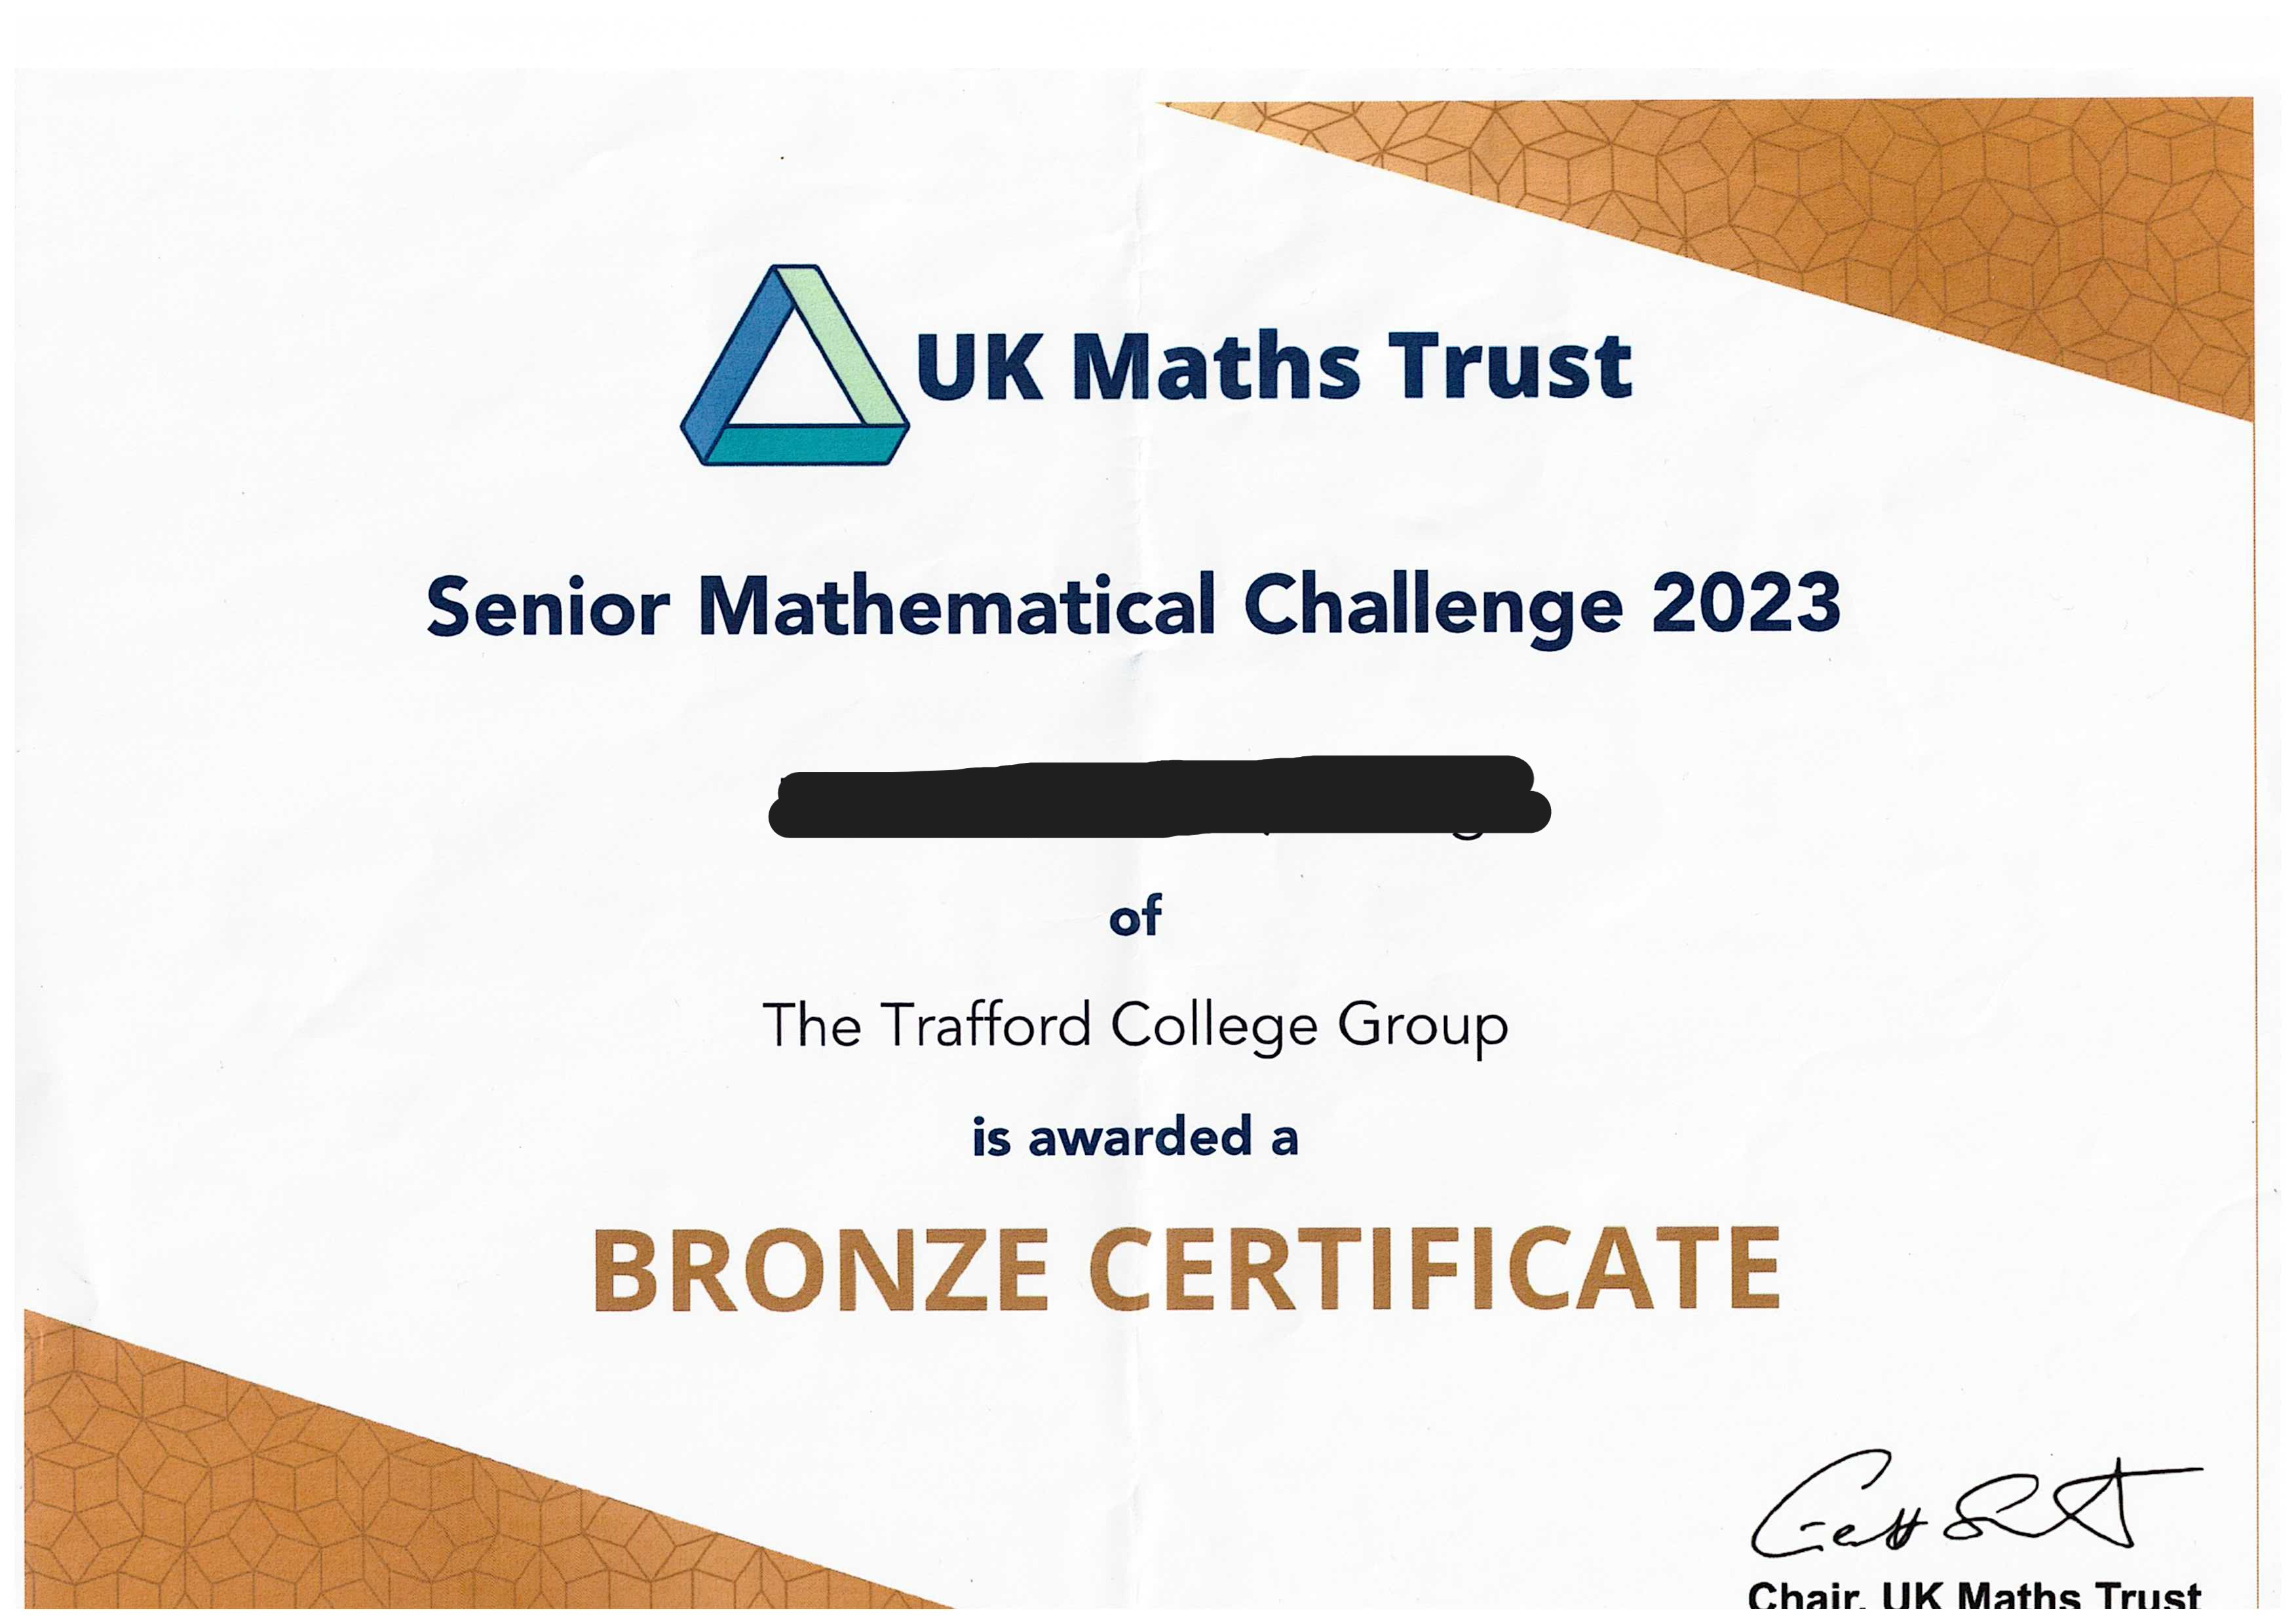 UK Maths Trust
Senior Mathematical Challenge 2023
of
The Trafford College Group
is awarded a
BRONZE CERTIFICATE
Chair, UK Maths Trust